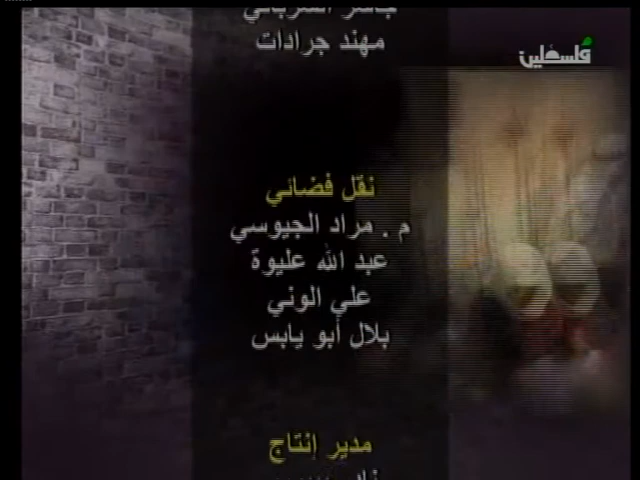 مهند جرادات
فلسطين
نقل فضائي
م . مراد الجيوسي
عبد الله عليوة
علي الوني
بلال أبو يابس
مدير إنتاج